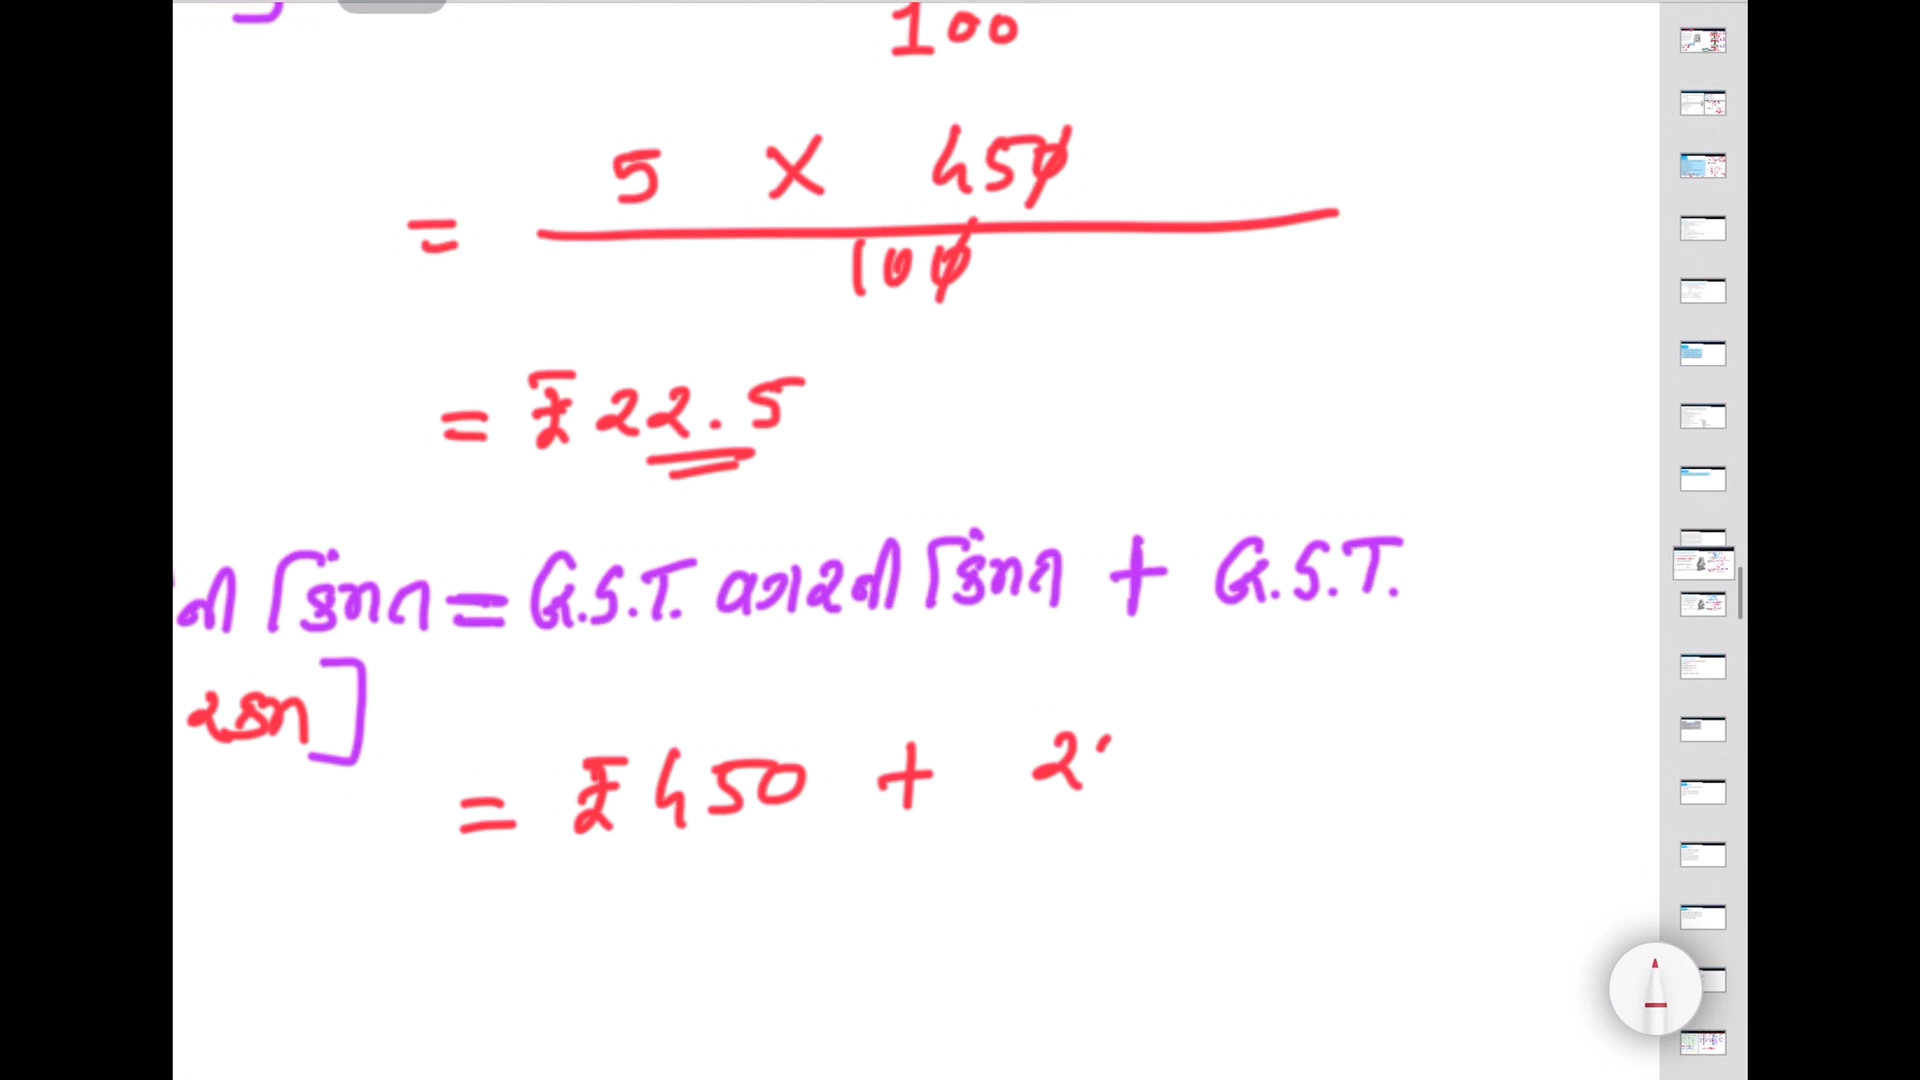 100
= 5 X 450
100
= ₹ 22.5
ની કિંમત = G.S.T. વગરની કિંમત + G.S.T.
રકમ]
= ₹ 450 + 2